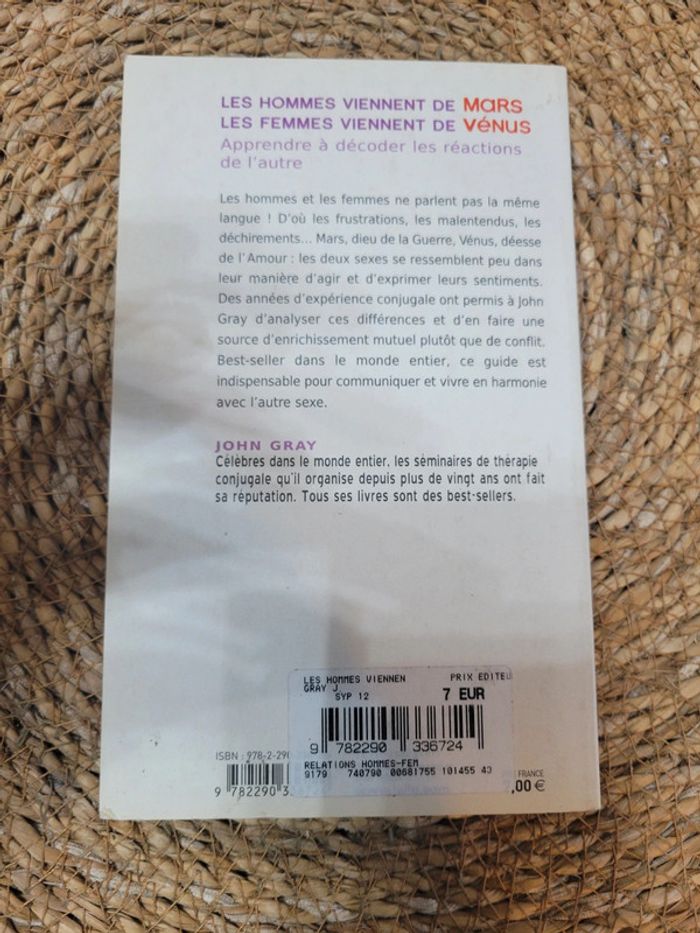 LES HOMMES VIENNENT DE MARS
LES FEMMES VIENNENT DE VÉNUS
Apprendre à décoder les réactions
de l'autre
Les hommes et les femmes ne parlent pas la même
langue ! D'où les frustrations, les malentendus, les
déchirements... Mars, dieu de la Guerre, Vénus, déesse
de l'Amour : les deux sexes se ressemblent peu dans
leur manière d'agir et d'exprimer leurs sentiments.
Des années d'expérience conjugale ont permis à John
Gray d'analyser ces différences et d'en faire une
source d'enrichissement mutuel plutôt que de conflit.
Best-seller dans le monde entier, ce guide est
indispensable pour communiquer et vivre en harmonie
avec l'autre sexe.
JOHN GRAY
Célèbres dans le monde entier, les séminaires de thérapie
conjugale qu'il organise depuis plus de vingt ans ont fait
sa réputation. Tous ses livres sont des best-sellers.
LES HOMMES VIENNEN PRIX EDITEU
GRAY J
SYP 12 7 EUR
9 782290 336724
RELATIONS HOMMES-FEM
9179 740790 00681755 101455 43
ISBN : 978-2-290
FRANCE
9 782290 3
,00 €